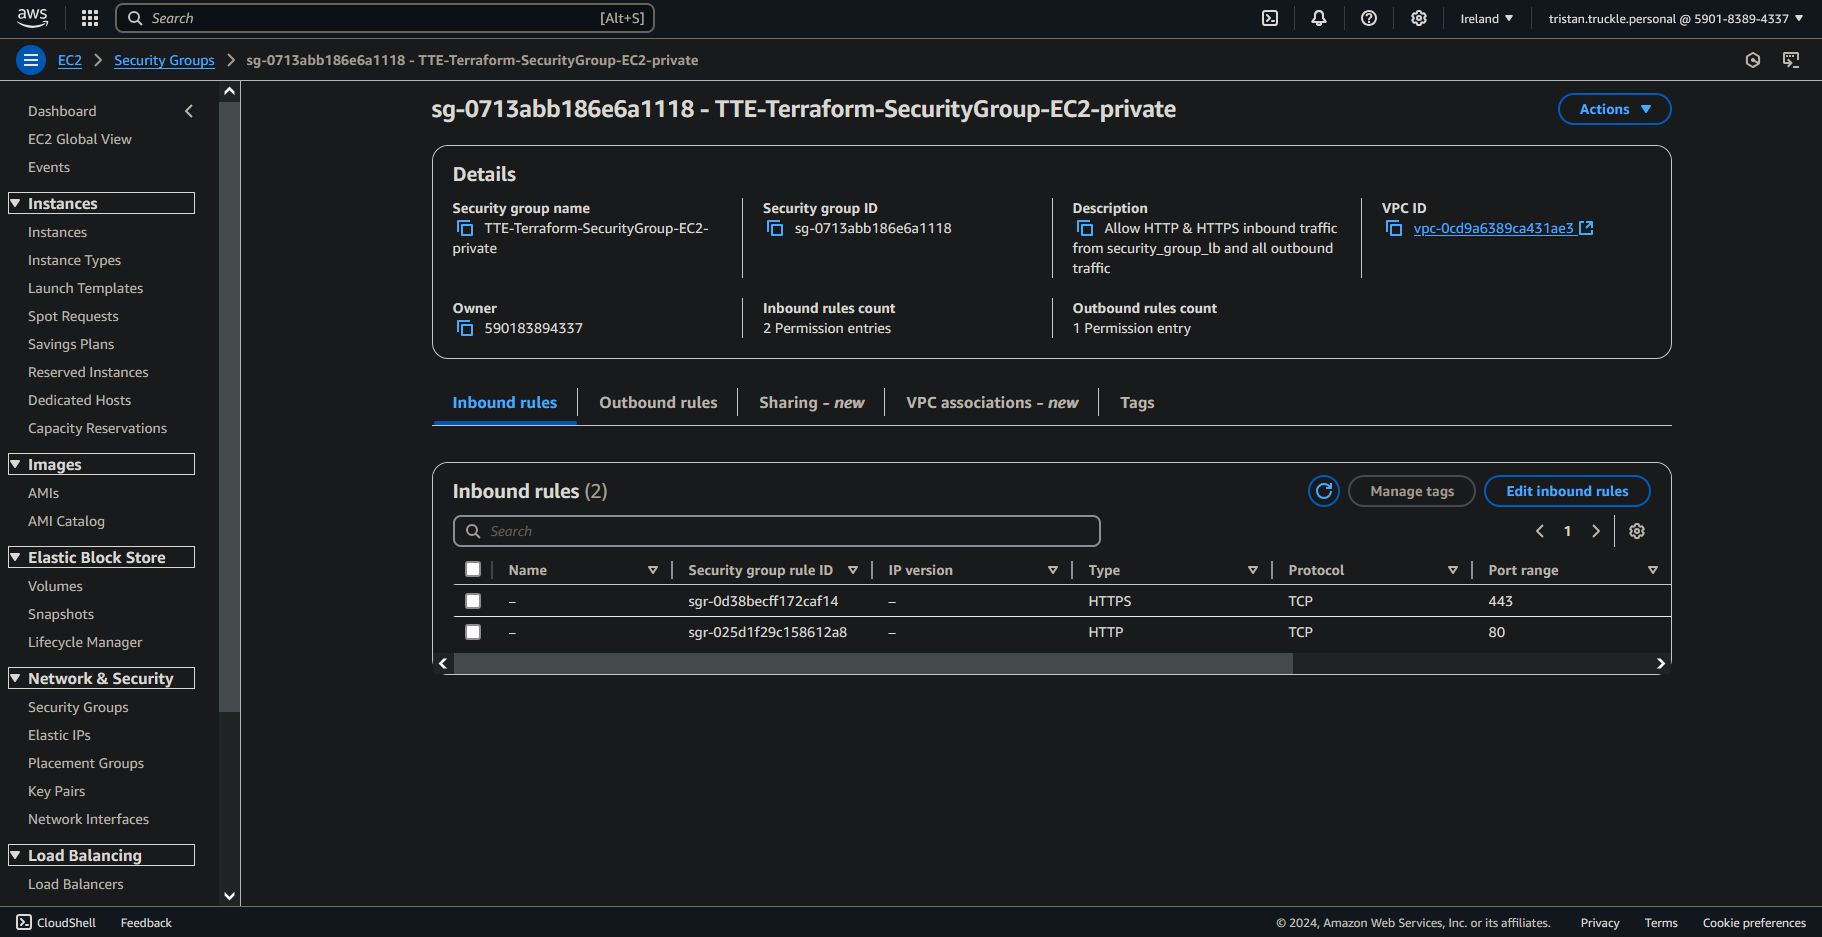 aws
Search
[Alt+S]
Ireland
tristan.truckle.personal @ 5901-8389-4337
EC2
Security Groups
sg-0713abb186e6a1118 - TTE-Terraform-SecurityGroup-EC2-private
Dashboard
EC2 Global View
Events
Instances
Instances
Instance Types
Launch Templates
Spot Requests
Savings Plans
Reserved Instances
Dedicated Hosts
Capacity Reservations
Images
AMIs
AMI Catalog
Elastic Block Store
Volumes
Snapshots
Lifecycle Manager
Network & Security
Security Groups
Elastic IPs
Placement Groups
Key Pairs
Network Interfaces
Load Balancing
Load Balancers
sg-0713abb186e6a1118 - TTE-Terraform-SecurityGroup-EC2-private
Actions
Details
Security group name
TTE-Terraform-SecurityGroup-EC2-
private
Security group ID
sg-0713abb186e6a1118
Description
Allow HTTP & HTTPS inbound traffic
from security_group_lb and all outbound
traffic
VPC ID
vpc-0cd9a6389ca431ae3
Owner
590183894337
Inbound rules count
2 Permission entries
Outbound rules count
1 Permission entry
Inbound rules
Outbound rules
Sharing - new
VPC associations - new
Tags
Inbound rules (2)
Manage tags
Edit inbound rules
Search
1
Name
Security group rule ID
IP version
Type
Protocol
Port range
– sgr-0d38becff172caf14 – HTTPS TCP 443
– sgr-025d1f29c158612a8 – HTTP TCP 80
CloudShell
Feedback
© 2024, Amazon Web Services, Inc. or its affiliates.
Privacy
Terms
Cookie preferences